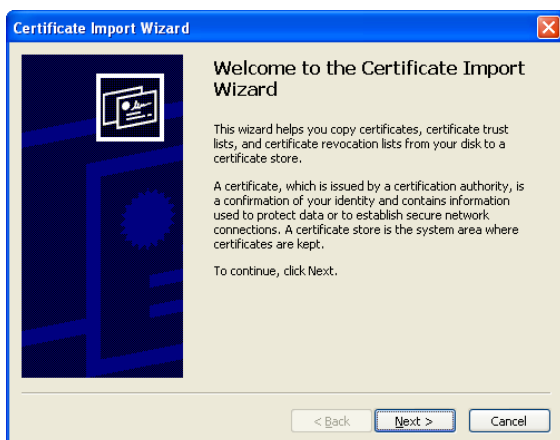 Certificate Import Wizard
Welcome to the Certificate Import
Wizard
This wizard helps you copy certificates, certificate trust
lists, and certificate revocation lists from your disk to a
certificate store.
A certificate, which is issued by a certification authority, is
a confirmation of your identity and contains information
used to protect data or to establish secure network
connections. A certificate store is the system area where
certificates are kept.
To continue, click Next.
< Back Next > Cancel